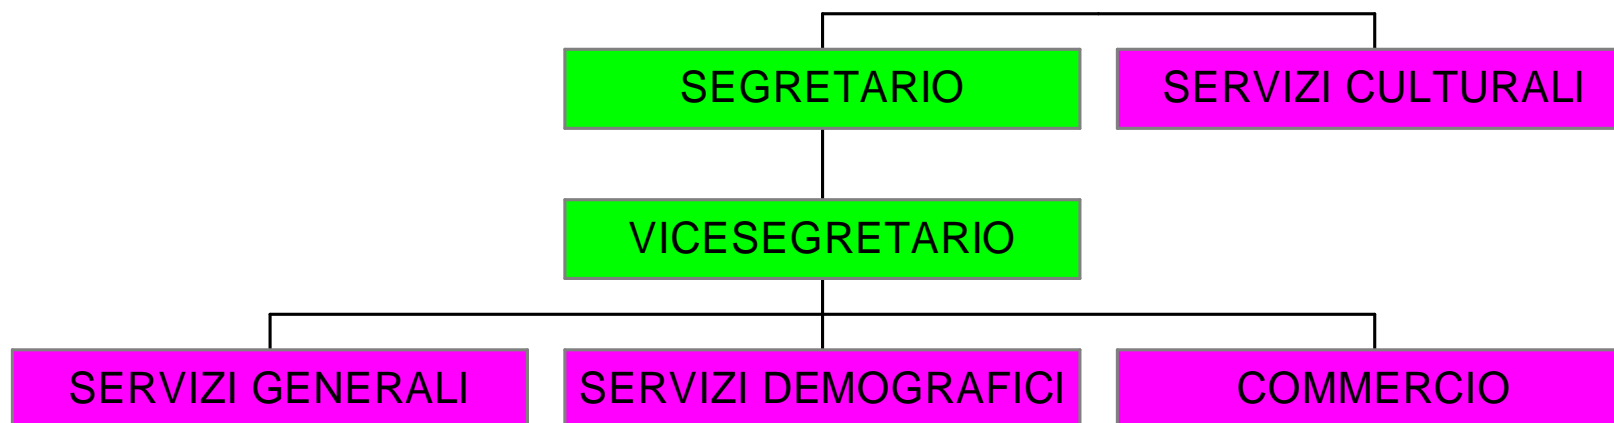 SEGRETARIO
SERVIZI CULTURALI
VICESEGRETARIO
SERVIZI GENERALI
SERVIZI DEMOGRAFICI
COMMERCIO